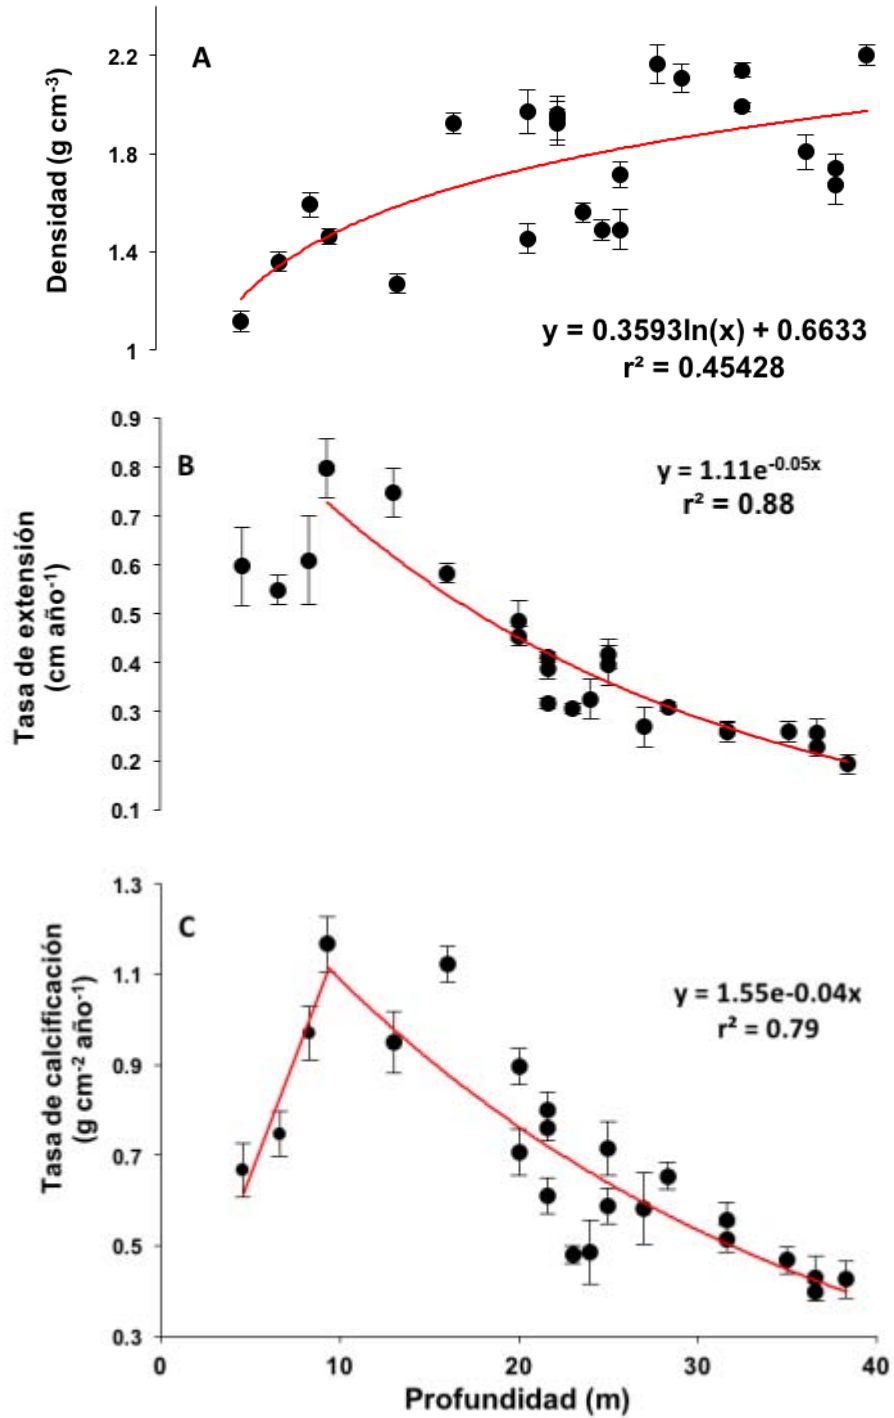 A
Densidad (g cm⁻³)
2.2
1.8
1.4
1
y = 0.3593ln(x) + 0.6633
r² = 0.45428
B
Tasa de extensión
(cm año⁻¹)
0.9
0.8
0.7
0.6
0.5
0.4
0.3
0.2
0.1
y = 1.11e⁻⁰·⁰⁵ˣ
r² = 0.88
C
Tasa de calcificación
(g cm⁻² año⁻¹)
1.3
1.1
0.9
0.7
0.5
0.3
y = 1.55e-0.04x
r² = 0.79
0 10 20 30 40
Profundidad (m)